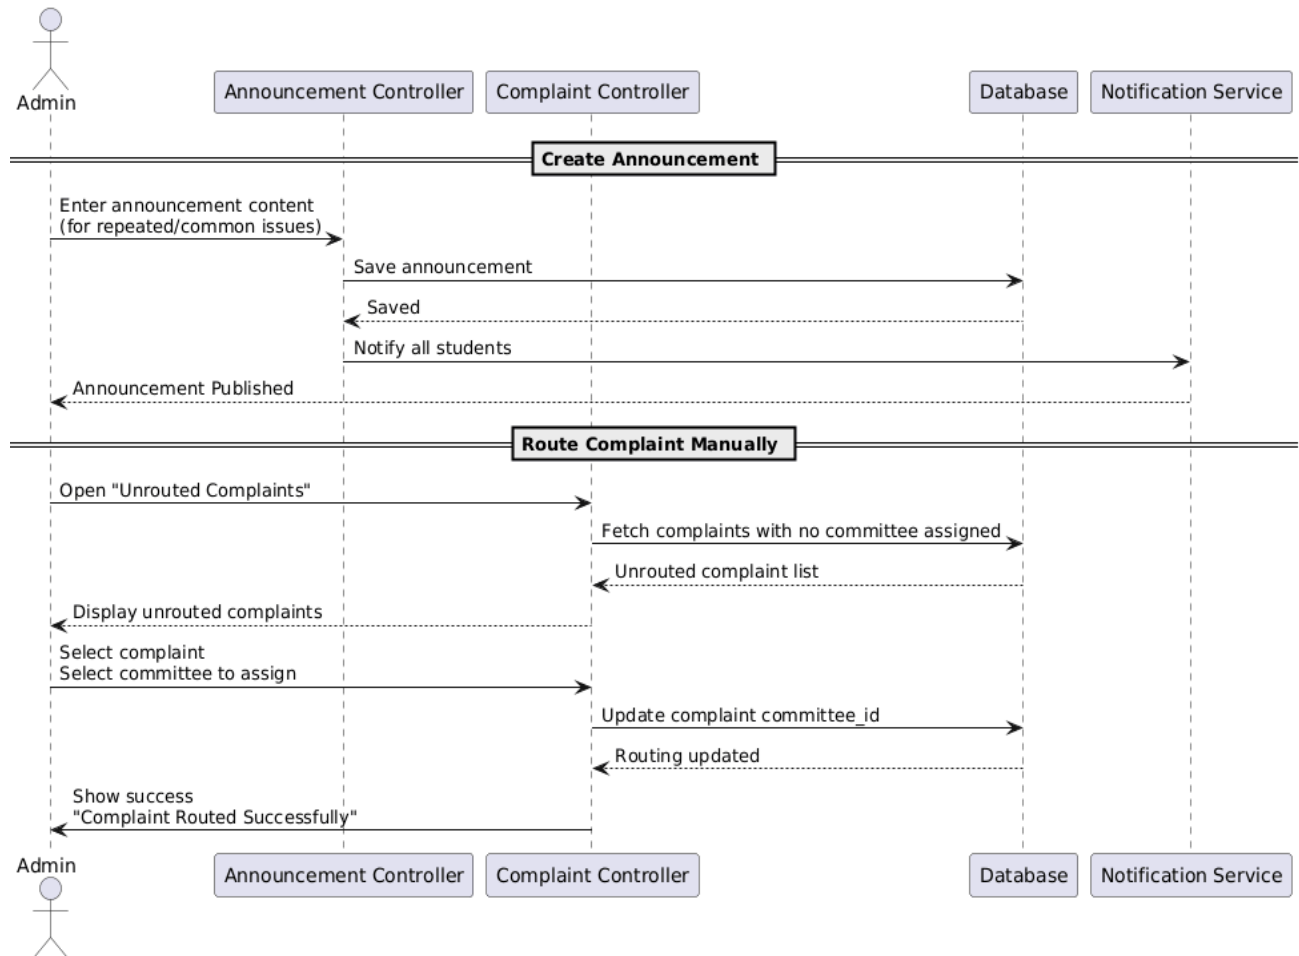 Admin
Announcement Controller
Complaint Controller
Database
Notification Service
Create Announcement
Enter announcement content
(for repeated/common issues)
Save announcement
Saved
Notify all students
Announcement Published
Route Complaint Manually
Open "Unrouted Complaints"
Fetch complaints with no committee assigned
Unrouted complaint list
Display unrouted complaints
Select complaint
Select committee to assign
Update complaint committee_id
Routing updated
Show success
"Complaint Routed Successfully"
Admin
Announcement Controller
Complaint Controller
Database
Notification Service